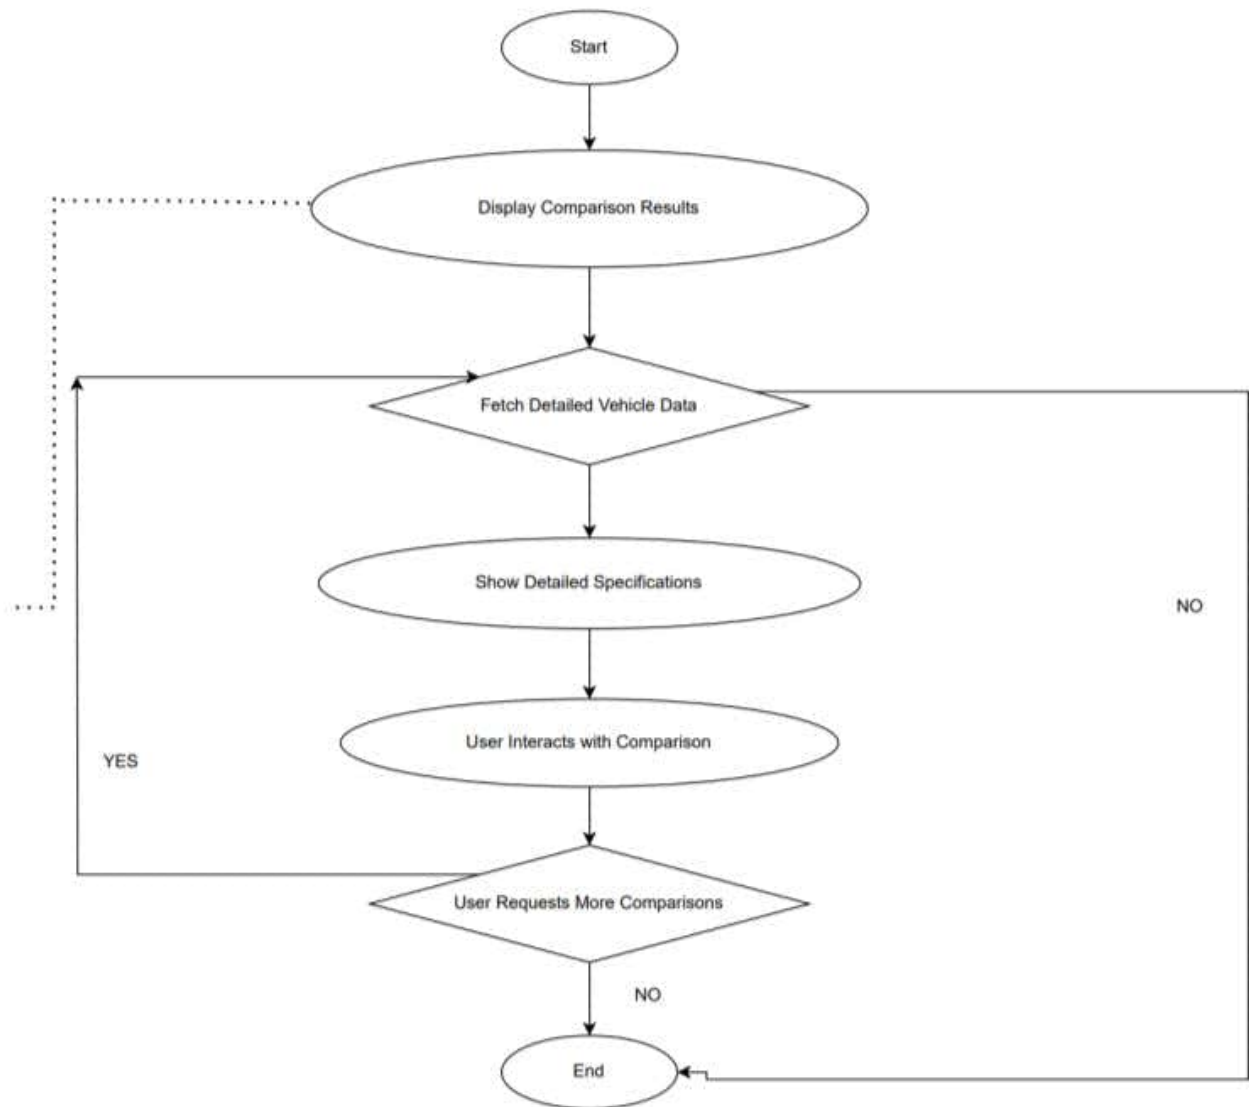 Start
Display Comparison Results
Fetch Detailed Vehicle Data
Show Detailed Specifications
NO
User Interacts with Comparison
YES
User Requests More Comparisons
NO
End